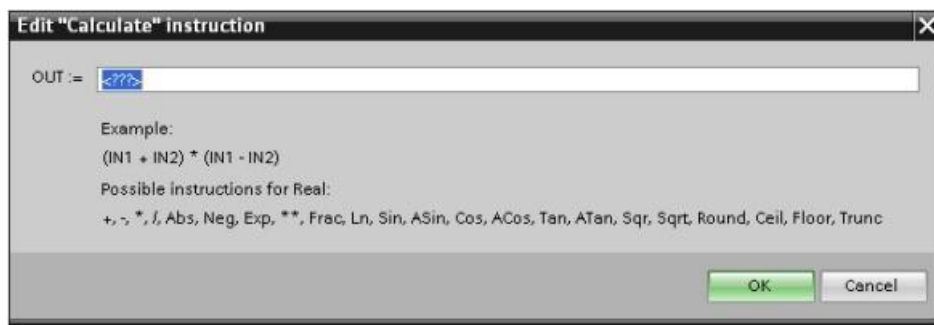 Edit "Calculate" instruction
OUT := <???>
Example:
(IN1 + IN2) * (IN1 - IN2)
Possible instructions for Real:
+, -, *, /, Abs, Neg, Exp, **, Frac, Ln, Sin, ASin, Cos, ACos, Tan, ATan, Sqr, Sqrt, Round, Ceil, Floor, Trunc
OK Cancel